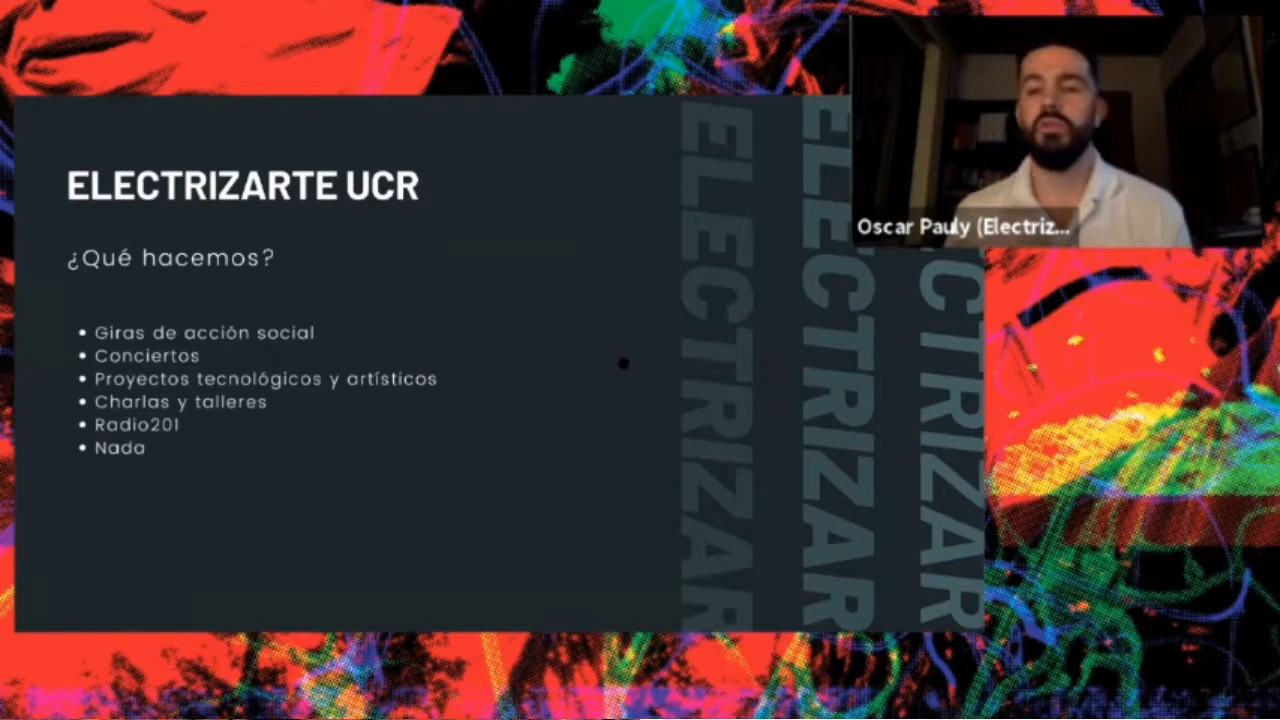 ELECTRIZARTE UCR
¿Qué hacemos?
Giras de acción social
Conciertos
Proyectos tecnológicos y artísticos
Charlas y talleres
Radio201
Nada
ELECTRIZAR
ELECTRIZAR
CTRIZAR
Oscar Pauly (Electriz...